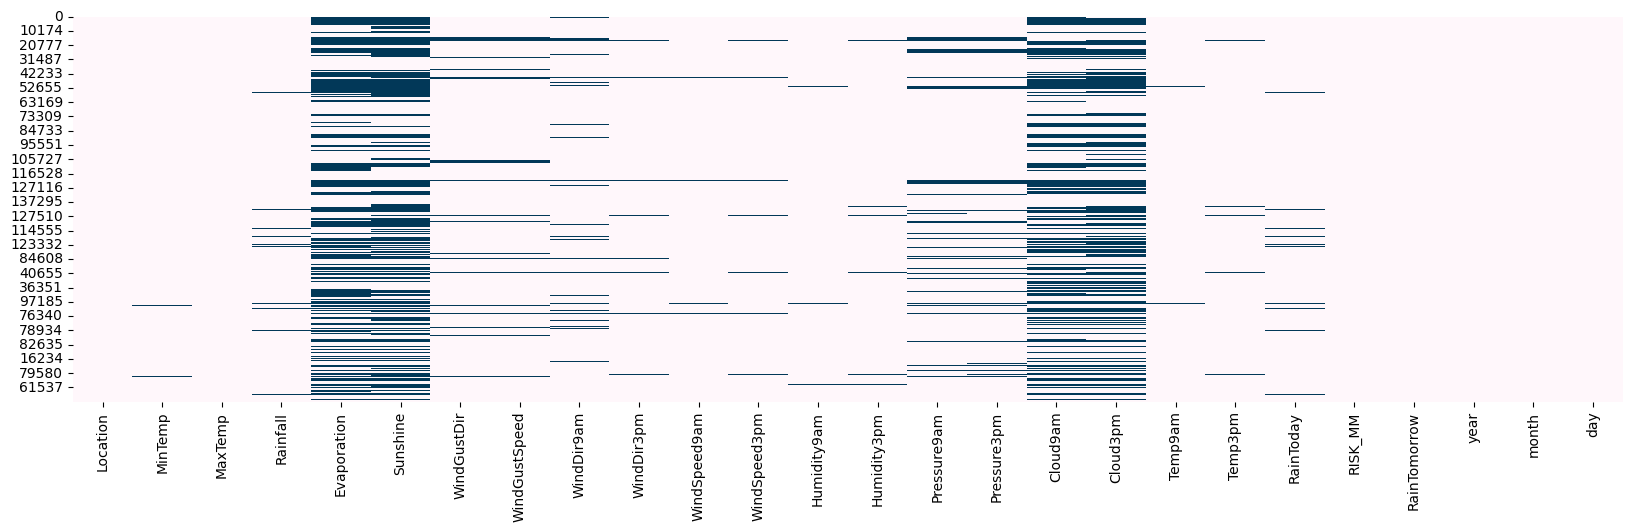 0
10174
20777
31487
42233
52655
63169
73309
84733
95551
105727
116528
127116
137295
127510
114555
123332
84608
40655
36351
97185
76340
78934
82635
16234
79580
61537
Location
MinTemp
MaxTemp
Rainfall
Evaporation
Sunshine
WindGustDir
WindGustSpeed
WindDir9am
WindDir3pm
WindSpeed9am
WindSpeed3pm
Humidity9am
Humidity3pm
Pressure9am
Pressure3pm
Cloud9am
Cloud3pm
Temp9am
Temp3pm
RainToday
RISK_MM
RainTomorrow
year
month
day